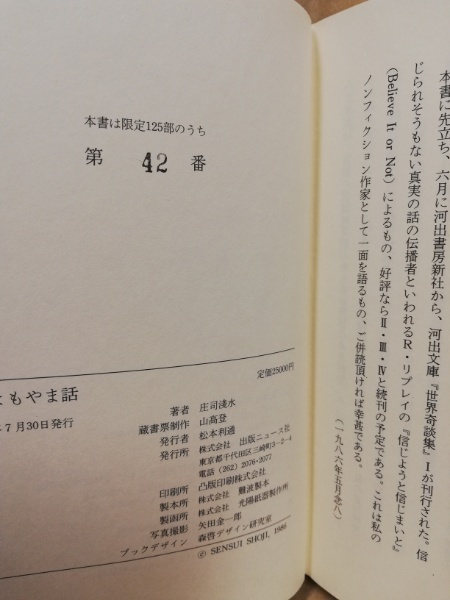 本書は限定125部のうち
第 42 番
定価25000円
もやま話
7月30日発行
著者 庄司淺水
蔵書票制作 山高登
発行者 松本利通
発行所 株式会社 出版ニュース社
東京都千代田区三崎町3-2-4
電話(262)2076・2077
印刷所 凸版印刷株式会社
製本所 株式会社 難波製本
製函所 株式会社 光陽紙器製作所
写真撮影 矢田金一郎
ブックデザイン 森啓デザイン研究室
© SENSUI SHOJI, 1986
本書に先立ち、六月に河出書房新社から、河出文庫『世界奇談集』Ⅰが刊行された。信
じられそうもない真実の話の伝播者といわれるR・リプレイの『信じようと信じまいと』
(Believe It or Not)によるもの、好評ならⅡ・Ⅲ・Ⅳと続刊の予定である。これは私の
ノンフィクション作家として一面を語るもの、ご併読頂ければ幸甚である。
(一九八六年五月念八)